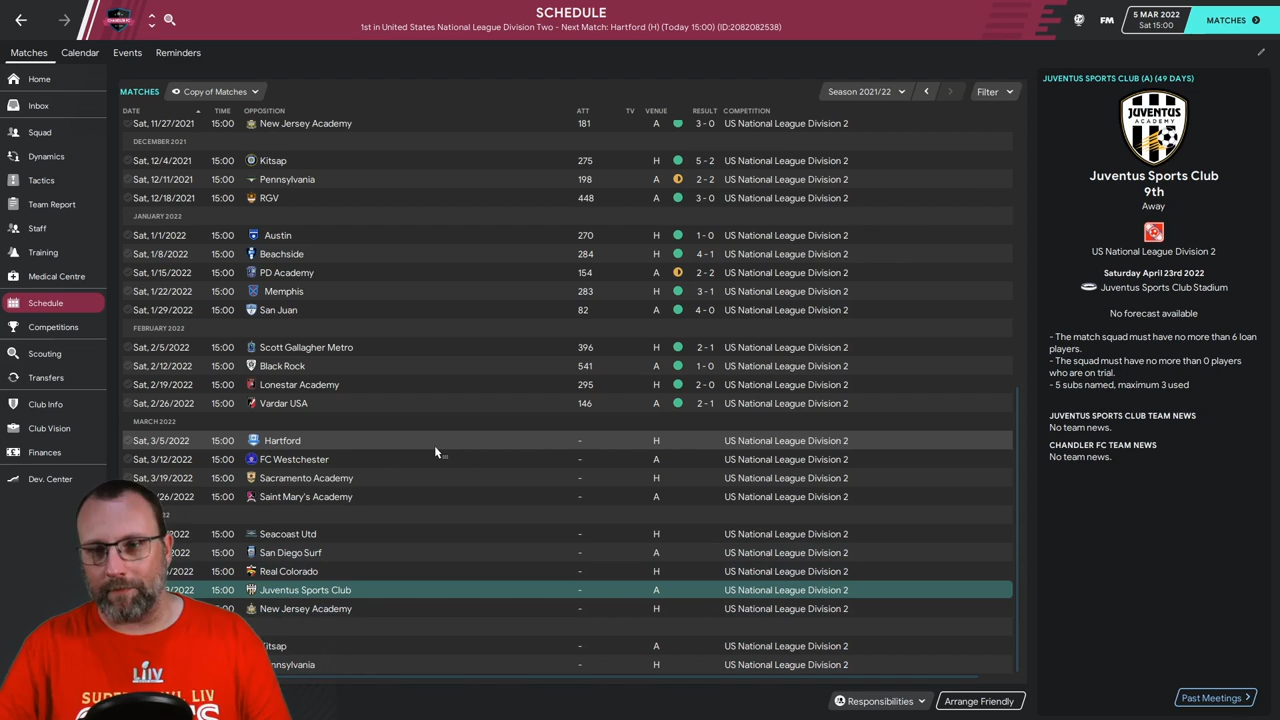 SCHEDULE
1st in United States National League Division Two - Next Match: Hartford (H) (Today 15:00) (ID:2082082538)
FM
5 MAR 2022
Sat 15:00
MATCHES
Matches Calendar Events Reminders
Home
Inbox
Squad
Dynamics
Tactics
Team Report
Staff
Training
Medical Centre
Schedule
Competitions
Scouting
Transfers
Club Info
Club Vision
Finances
Dev. Center
MATCHES Copy of Matches Season 2021/22 Filter
DATE TIME OPPOSITION ATT TV VENUE RESULT COMPETITION
Sat, 11/27/2021 15:00 New Jersey Academy 181 A 3 - 0 US National League Division 2
DECEMBER 2021
Sat, 12/4/2021 15:00 Kitsap 275 H 5 - 2 US National League Division 2
Sat, 12/11/2021 15:00 Pennsylvania 198 A 2 - 2 US National League Division 2
Sat, 12/18/2021 15:00 RGV 448 H 3 - 0 US National League Division 2
JANUARY 2022
Sat, 1/1/2022 15:00 Austin 270 H 1 - 0 US National League Division 2
Sat, 1/8/2022 15:00 Beachside 284 H 4 - 1 US National League Division 2
Sat, 1/15/2022 15:00 PD Academy 154 A 2 - 2 US National League Division 2
Sat, 1/22/2022 15:00 Memphis 283 H 3 - 1 US National League Division 2
Sat, 1/29/2022 15:00 San Juan 82 A 4 - 0 US National League Division 2
FEBRUARY 2022
Sat, 2/5/2022 15:00 Scott Gallagher Metro 396 H 2 - 1 US National League Division 2
Sat, 2/12/2022 15:00 Black Rock 541 A 1 - 0 US National League Division 2
Sat, 2/19/2022 15:00 Lonestar Academy 295 H 2 - 0 US National League Division 2
Sat, 2/26/2022 15:00 Vardar USA 146 A 2 - 1 US National League Division 2
MARCH 2022
Sat, 3/5/2022 15:00 Hartford - H US National League Division 2
Sat, 3/12/2022 15:00 FC Westchester - A US National League Division 2
Sat, 3/19/2022 15:00 Sacramento Academy - H US National League Division 2
/26/2022 15:00 Saint Mary's Academy - A US National League Division 2
22
/2022 15:00 Seacoast Utd - H US National League Division 2
2022 15:00 San Diego Surf - A US National League Division 2
2022 15:00 Real Colorado - H US National League Division 2
3/2022 15:00 Juventus Sports Club - A US National League Division 2
15:00 New Jersey Academy - H US National League Division 2
itsap - A US National League Division 2
nnsylvania - H US National League Division 2
Responsibilities Arrange Friendly
JUVENTUS SPORTS CLUB (A) (49 DAYS)
JUVENTUS
ACADEMY
Juventus Sports Club
9th
Away
US National League Division 2
Saturday April 23rd 2022
Juventus Sports Club Stadium
No forecast available
- The match squad must have no more than 6 loan
players.
- The squad must have no more than 0 players
who are on trial.
- 5 subs named, maximum 3 used
JUVENTUS SPORTS CLUB TEAM NEWS
No team news.
CHANDLER FC TEAM NEWS
No team news.
Past Meetings
LIV
SUPER BOWL LIV